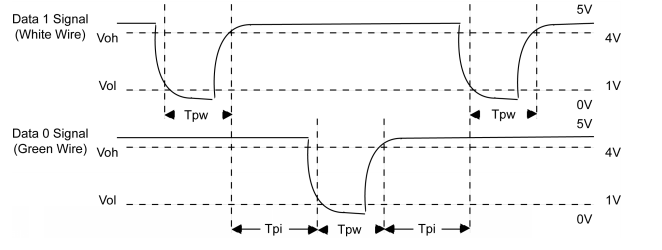 Data 1 Signal
(White Wire)
Voh
Vol
5V
4V
1V
0V
Tpw
Tpw
Data 0 Signal
(Green Wire)
Voh
Vol
5V
4V
1V
0V
Tpi
Tpw
Tpi